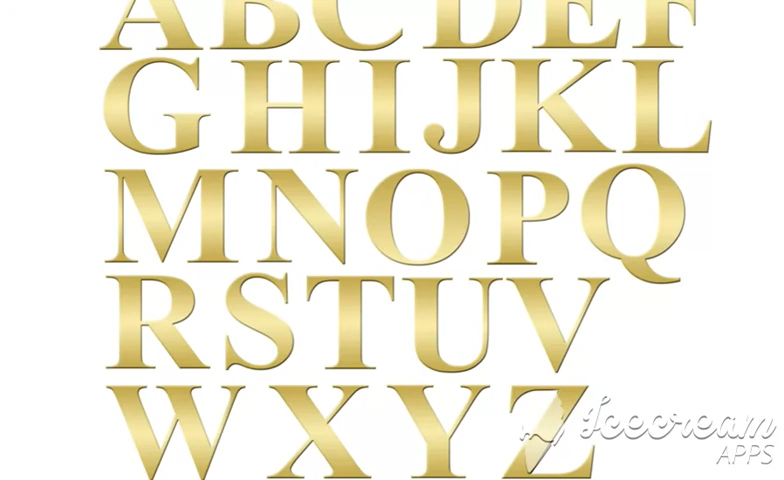 ABCDEF
GHIJKL
MNOPQ
RSTUV
WXYZ
Icecream
APPS